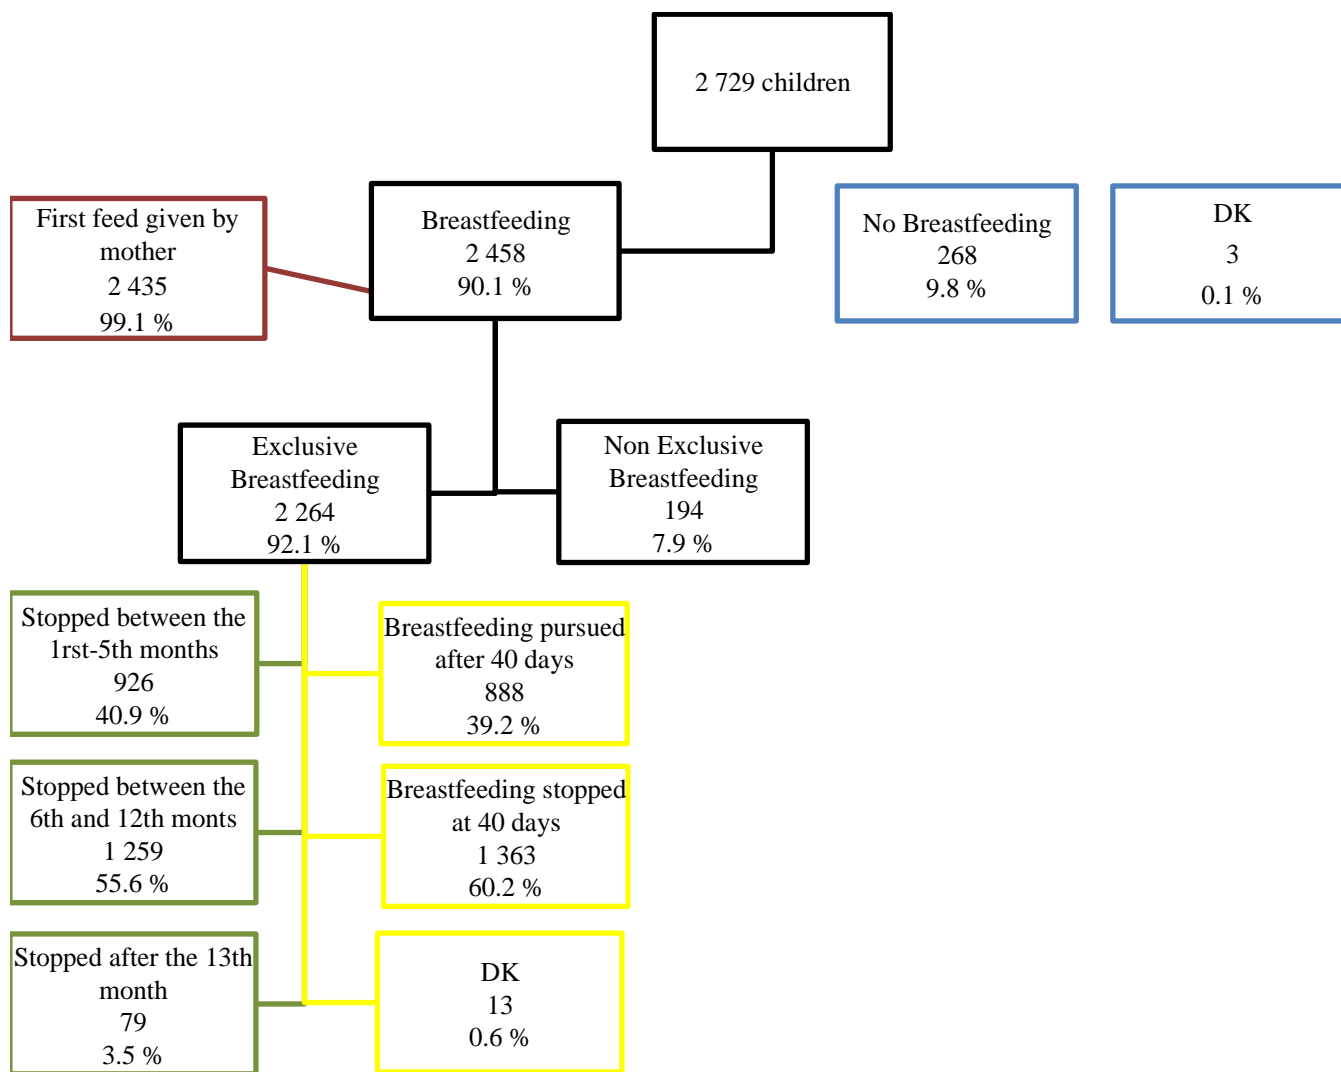 2 729 children
First feed given by
mother
2 435
99.1 %
Breastfeeding
2 458
90.1 %
No Breastfeeding
268
9.8 %
DK
3
0.1 %
Exclusive
Breastfeeding
2 264
92.1 %
Non Exclusive
Breastfeeding
194
7.9 %
Stopped between the
1rst-5th months
926
40.9 %
Breastfeeding pursued
after 40 days
888
39.2 %
Stopped between the
6th and 12th monts
1 259
55.6 %
Breastfeeding stopped
at 40 days
1 363
60.2 %
Stopped after the 13th
month
79
3.5 %
DK
13
0.6 %